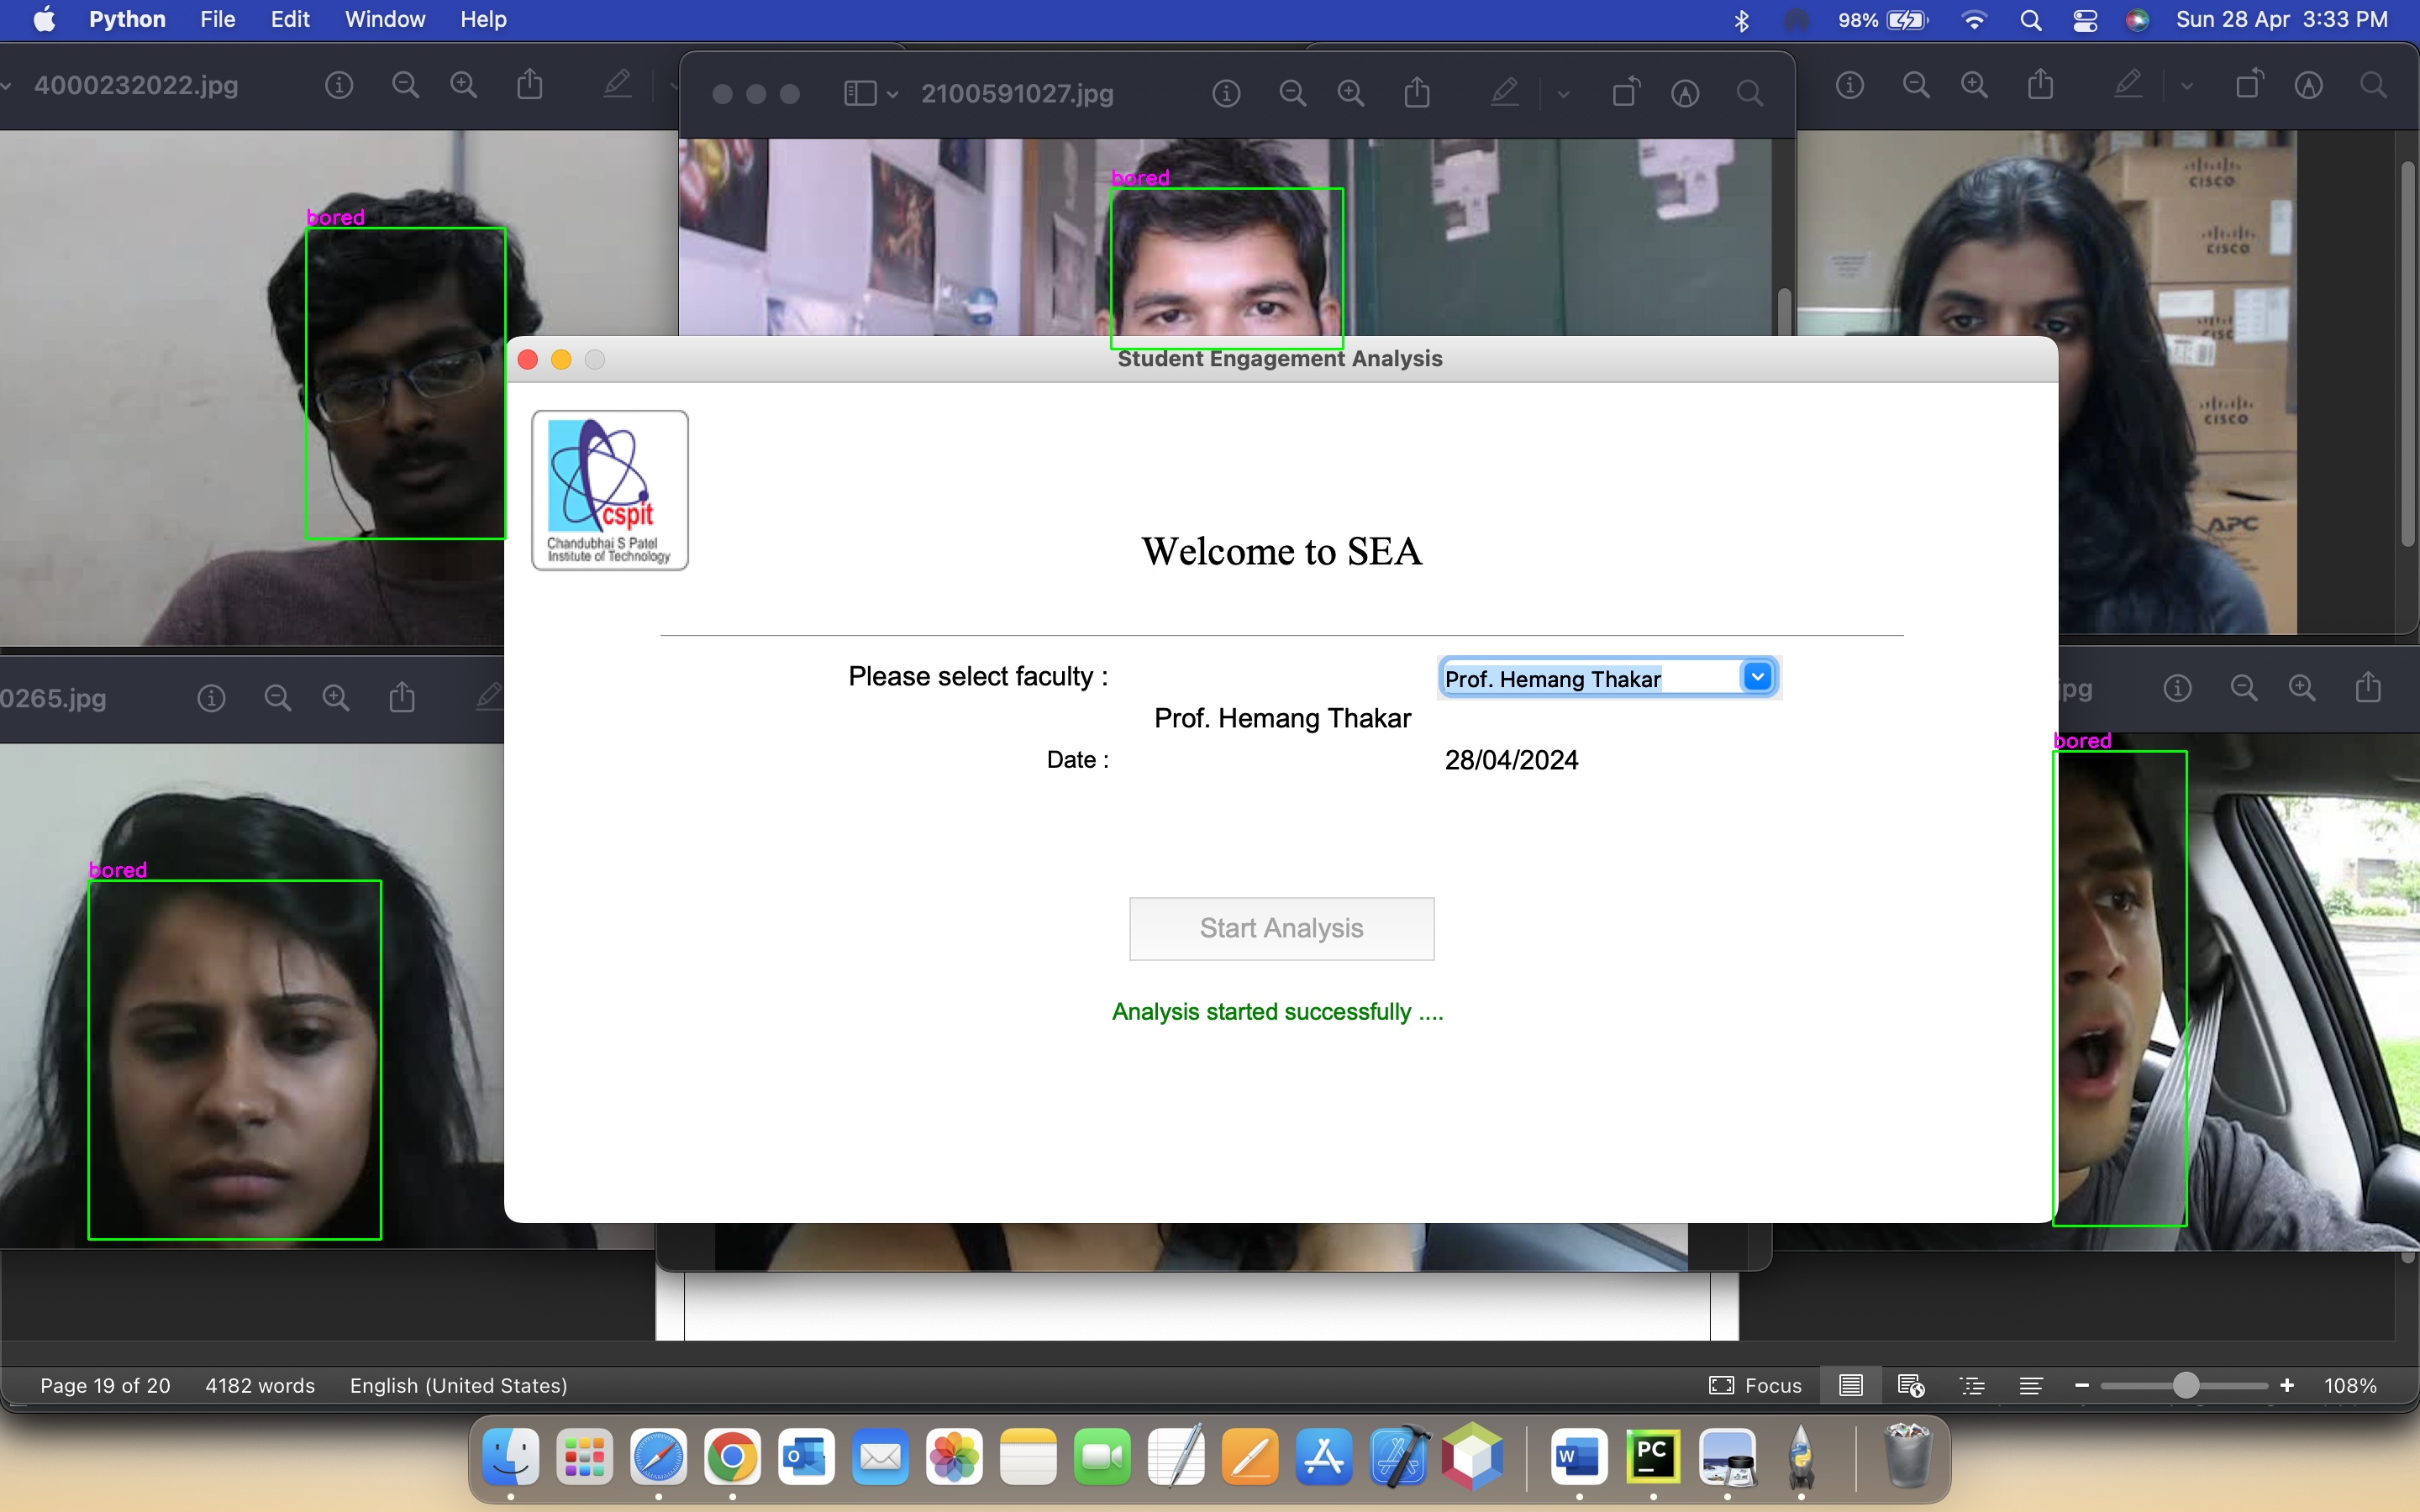 Python File Edit Window Help 98% Sun 28 Apr 3:33 PM
4000232022.jpg
2100591027.jpg
bored
bored
CISCO
CISCO
CISCO
CISCO
APC
Student Engagement Analysis
cspit
Chandubhai S Patel
Institute of Technology
Welcome to SEA
Please select faculty : Prof. Hemang Thakar
Prof. Hemang Thakar
Date : 28/04/2024
Start Analysis
Analysis started successfully ....
0265.jpg
jpg
bored
bored
Page 19 of 20 4182 words English (United States) Focus 108%
W
PC